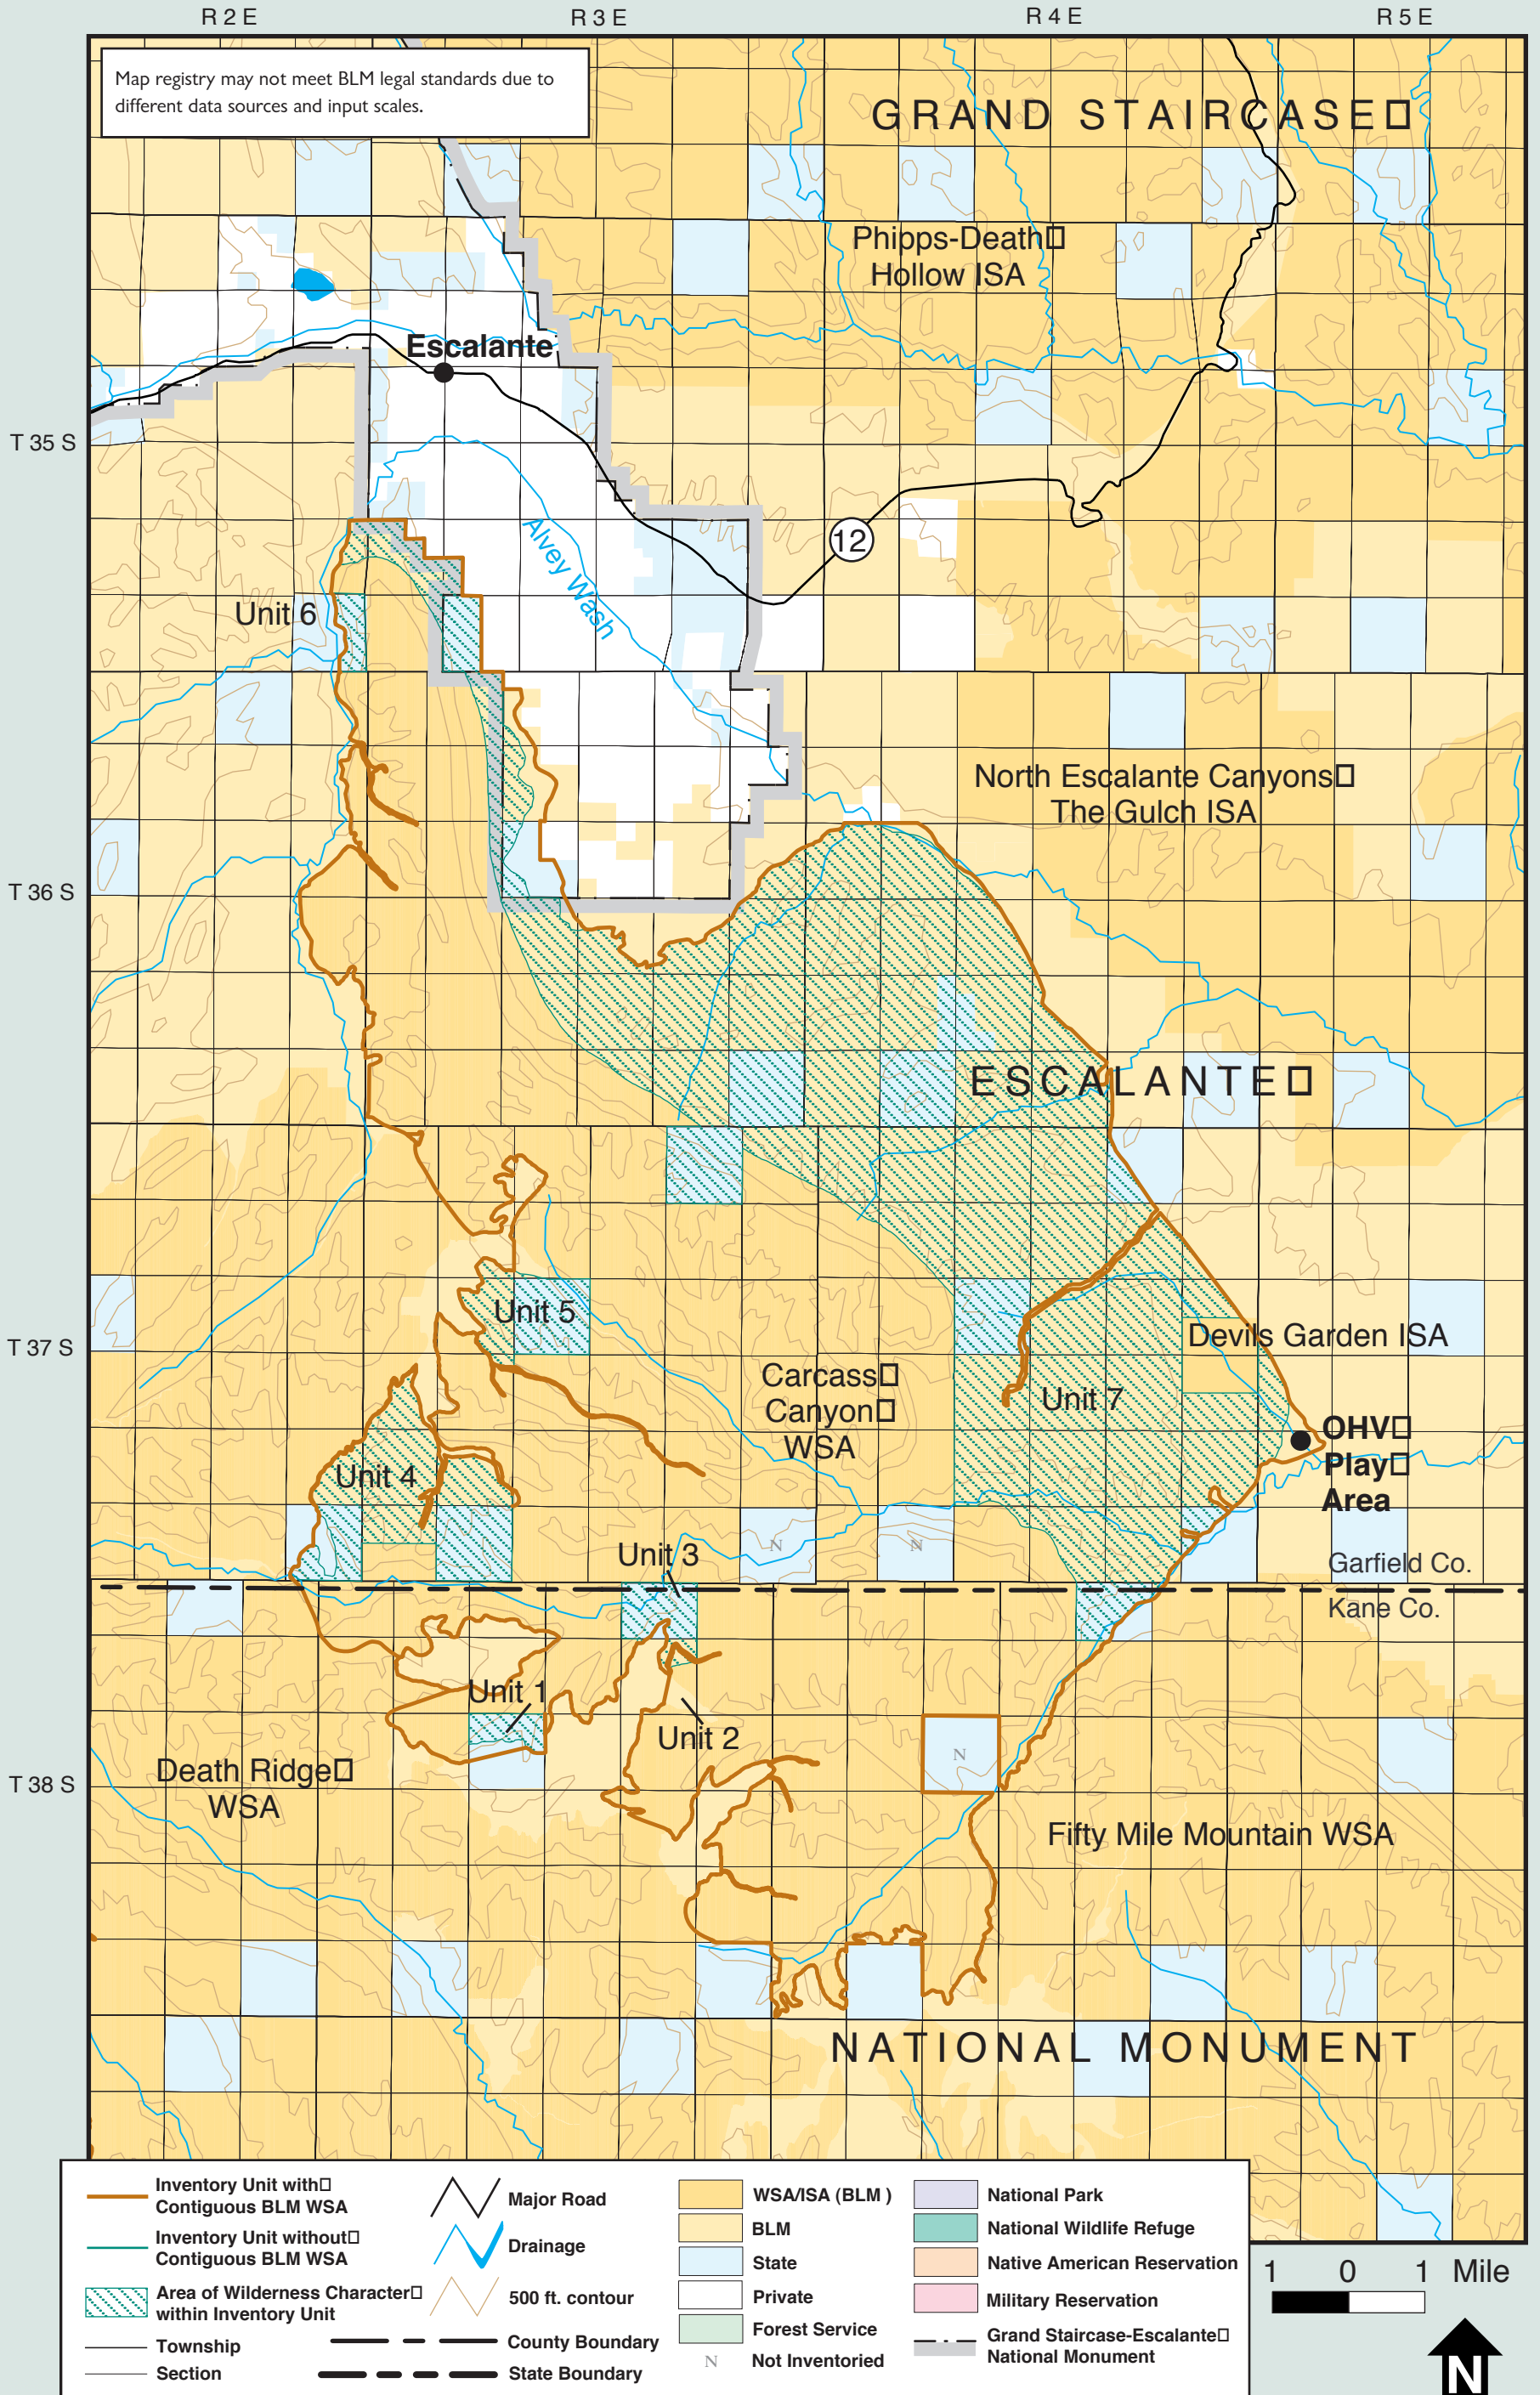 R 2 E
R 3 E
R 4 E
R 5 E
Map registry may not meet BLM legal standards due to
different data sources and input scales.
GRAND STAIRCASE□
Phipps-Death□
Hollow ISA
Escalante
T 35 S
12
Alvey Wash
Unit 6
North Escalante Canyons□
The Gulch ISA
T 36 S
ESCALANTE□
Unit 5
Devils Garden ISA
T 37 S
Carcass□
Canyon□
WSA
Unit 7
OHV□
Play□
Area
Unit 4
N
N
Unit 3
Garfield Co.
Kane Co.
Unit 1
Unit 2
N
Death Ridge□
WSA
T 38 S
Fifty Mile Mountain WSA
NATIONAL MONUMENT
Inventory Unit with□
Contiguous BLM WSA
Inventory Unit without□
Contiguous BLM WSA
Area of Wilderness Character□
within Inventory Unit
Township
Section
Major Road
Drainage
500 ft. contour
County Boundary
State Boundary
WSA/ISA (BLM )
BLM
State
Private
Forest Service
N Not Inventoried
National Park
National Wildlife Refuge
Native American Reservation
Military Reservation
Grand Staircase-Escalante□
National Monument
1 0 1 Mile
N